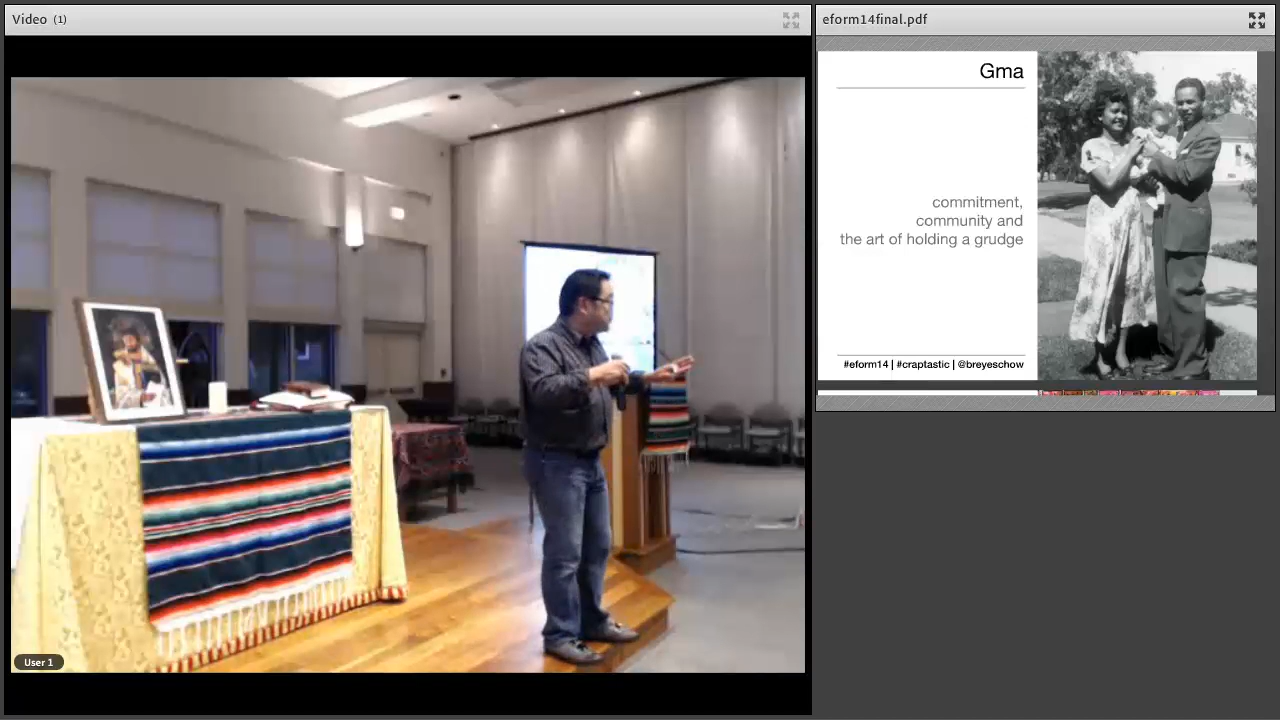 Video (1)
User 1
eform14final.pdf
Gma
commitment,
community and
the art of holding a grudge
#eform14 | #craptastic | @breyeschow